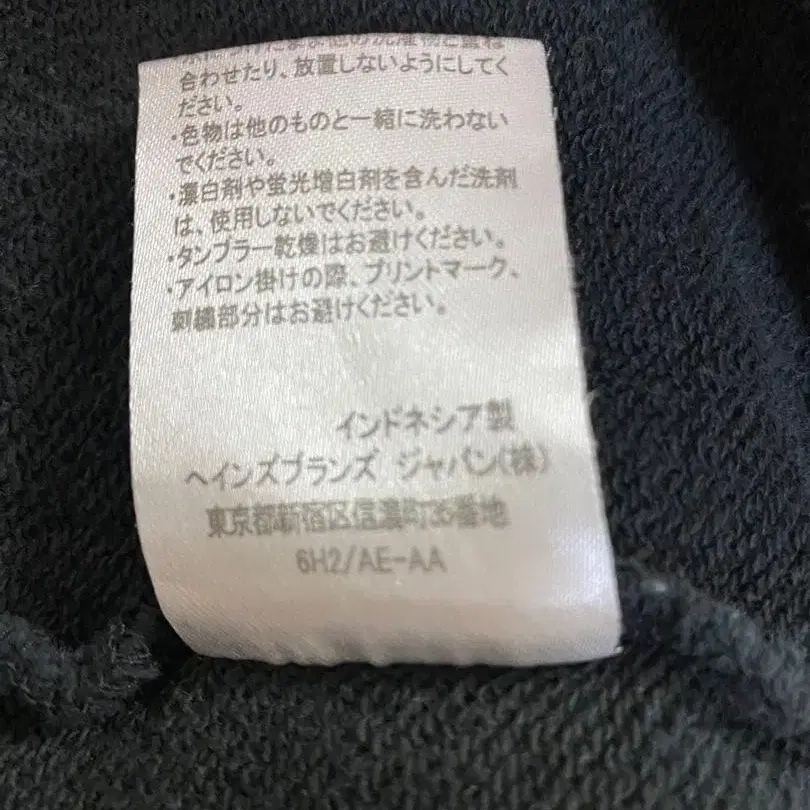 合わせたり、放置しないようにしてく
ださい。
・色物は他のものと一緒に洗わない
でください。
・漂白剤や蛍光増白剤を含んだ洗剤
は、使用しないでください。
・タンブラー乾燥はお避けください。
・アイロン掛けの際、プリントマーク、
刺繍部分はお避けください。
インドネシア製
ヘインズブランズ ジャパン(株)
東京都新宿区信濃町35番地
6H2/AE-AA